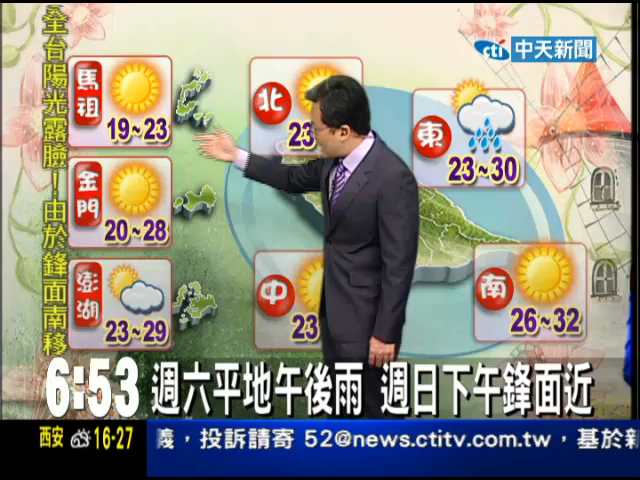 全台陽光露臉！由於鋒面南移
cti 中天新聞
馬祖
19~23
北
23
東
23~30
金門
20~28
澎湖
23~29
中
23
南
26~32
6:53 週六平地午後雨 週日下午鋒面近
西安 16-27 義，投訴請寄 52@news.ctitv.com.tw，基於新